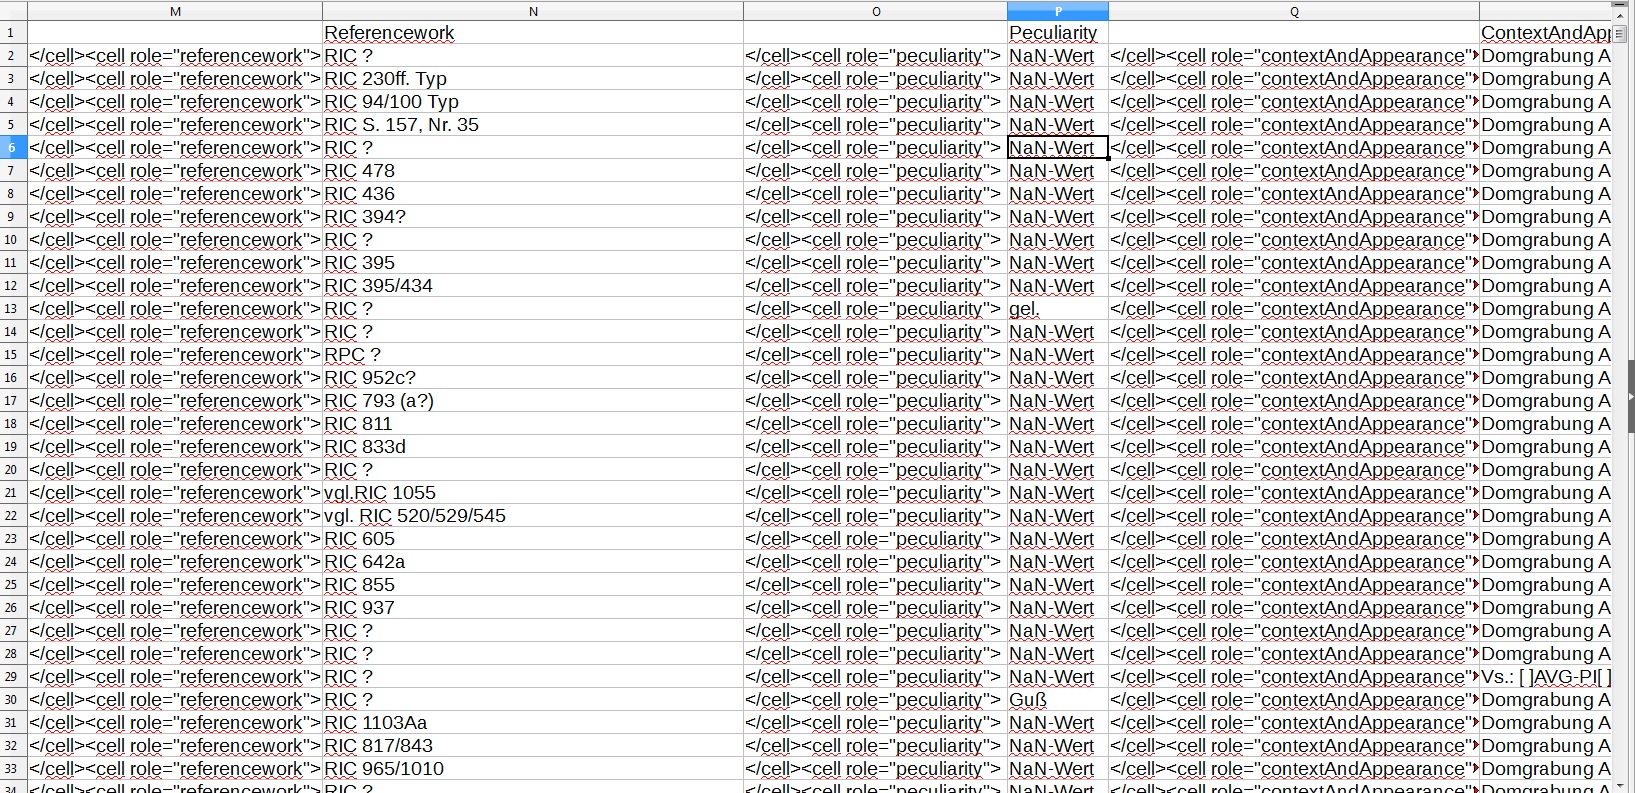 M N O P Q
1 Referencework Peculiarity ContextAndApp
2 </cell><cell role="referencework"> RIC ? </cell><cell role="peculiarity"> NaN-Wert </cell><cell role="contextAndAppearance" Domgrabung A
3 </cell><cell role="referencework"> RIC 230ff. Typ </cell><cell role="peculiarity"> NaN-Wert </cell><cell role="contextAndAppearance" Domgrabung A
4 </cell><cell role="referencework"> RIC 94/100 Typ </cell><cell role="peculiarity"> NaN-Wert </cell><cell role="contextAndAppearance" Domgrabung A
5 </cell><cell role="referencework"> RIC S. 157, Nr. 35 </cell><cell role="peculiarity"> NaN-Wert </cell><cell role="contextAndAppearance" Domgrabung A
6 </cell><cell role="referencework"> RIC ? </cell><cell role="peculiarity"> NaN-Wert </cell><cell role="contextAndAppearance" Domgrabung A
7 </cell><cell role="referencework"> RIC 478 </cell><cell role="peculiarity"> NaN-Wert </cell><cell role="contextAndAppearance" Domgrabung A
8 </cell><cell role="referencework"> RIC 436 </cell><cell role="peculiarity"> NaN-Wert </cell><cell role="contextAndAppearance" Domgrabung A
9 </cell><cell role="referencework"> RIC 394? </cell><cell role="peculiarity"> NaN-Wert </cell><cell role="contextAndAppearance" Domgrabung A
10 </cell><cell role="referencework"> RIC ? </cell><cell role="peculiarity"> NaN-Wert </cell><cell role="contextAndAppearance" Domgrabung A
11 </cell><cell role="referencework"> RIC 395 </cell><cell role="peculiarity"> NaN-Wert </cell><cell role="contextAndAppearance" Domgrabung A
12 </cell><cell role="referencework"> RIC 395/434 </cell><cell role="peculiarity"> NaN-Wert </cell><cell role="contextAndAppearance" Domgrabung A
13 </cell><cell role="referencework"> RIC ? </cell><cell role="peculiarity"> gel. </cell><cell role="contextAndAppearance" Domgrabung A
14 </cell><cell role="referencework"> RIC ? </cell><cell role="peculiarity"> NaN-Wert </cell><cell role="contextAndAppearance" Domgrabung A
15 </cell><cell role="referencework"> RPC ? </cell><cell role="peculiarity"> NaN-Wert </cell><cell role="contextAndAppearance" Domgrabung A
16 </cell><cell role="referencework"> RIC 952c? </cell><cell role="peculiarity"> NaN-Wert </cell><cell role="contextAndAppearance" Domgrabung A
17 </cell><cell role="referencework"> RIC 793 (a?) </cell><cell role="peculiarity"> NaN-Wert </cell><cell role="contextAndAppearance" Domgrabung A
18 </cell><cell role="referencework"> RIC 811 </cell><cell role="peculiarity"> NaN-Wert </cell><cell role="contextAndAppearance" Domgrabung A
19 </cell><cell role="referencework"> RIC 833d </cell><cell role="peculiarity"> NaN-Wert </cell><cell role="contextAndAppearance" Domgrabung A
20 </cell><cell role="referencework"> RIC ? </cell><cell role="peculiarity"> NaN-Wert </cell><cell role="contextAndAppearance" Domgrabung A
21 </cell><cell role="referencework"> vgl.RIC 1055 </cell><cell role="peculiarity"> NaN-Wert </cell><cell role="contextAndAppearance" Domgrabung A
22 </cell><cell role="referencework"> vgl. RIC 520/529/545 </cell><cell role="peculiarity"> NaN-Wert </cell><cell role="contextAndAppearance" Domgrabung A
23 </cell><cell role="referencework"> RIC 605 </cell><cell role="peculiarity"> NaN-Wert </cell><cell role="contextAndAppearance" Domgrabung A
24 </cell><cell role="referencework"> RIC 642a </cell><cell role="peculiarity"> NaN-Wert </cell><cell role="contextAndAppearance" Domgrabung A
25 </cell><cell role="referencework"> RIC 855 </cell><cell role="peculiarity"> NaN-Wert </cell><cell role="contextAndAppearance" Domgrabung A
26 </cell><cell role="referencework"> RIC 937 </cell><cell role="peculiarity"> NaN-Wert </cell><cell role="contextAndAppearance" Domgrabung A
27 </cell><cell role="referencework"> RIC ? </cell><cell role="peculiarity"> NaN-Wert </cell><cell role="contextAndAppearance" Domgrabung A
28 </cell><cell role="referencework"> RIC ? </cell><cell role="peculiarity"> NaN-Wert </cell><cell role="contextAndAppearance" Domgrabung A
29 </cell><cell role="referencework"> RIC ? </cell><cell role="peculiarity"> NaN-Wert </cell><cell role="contextAndAppearance" Vs.: [ ]AVG-PI[ ]
30 </cell><cell role="referencework"> RIC ? </cell><cell role="peculiarity"> Guß </cell><cell role="contextAndAppearance" Domgrabung A
31 </cell><cell role="referencework"> RIC 1103Aa </cell><cell role="peculiarity"> NaN-Wert </cell><cell role="contextAndAppearance" Domgrabung A
32 </cell><cell role="referencework"> RIC 817/843 </cell><cell role="peculiarity"> NaN-Wert </cell><cell role="contextAndAppearance" Domgrabung A
33 </cell><cell role="referencework"> RIC 965/1010 </cell><cell role="peculiarity"> NaN-Wert </cell><cell role="contextAndAppearance" Domgrabung A
34 </cell><cell role="referencework"> RIC ? </cell><cell role="peculiarity"> NaN-Wert </cell><cell role="contextAndAppearance" Domgrabung A